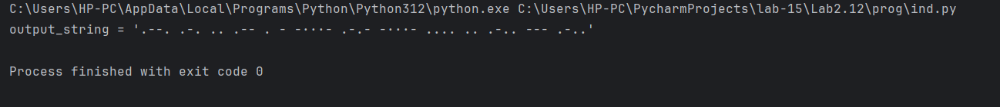 C:\Users\HP-PC\AppData\Local\Programs\Python\Python312\python.exe C:\Users\HP-PC\PycharmProjects\lab-15\Lab2.12\prog\ind.py
output_string = '.--. .-. .. .-- . - -····- .-.- -····- .... .. .-.. --- .-..'
Process finished with exit code 0